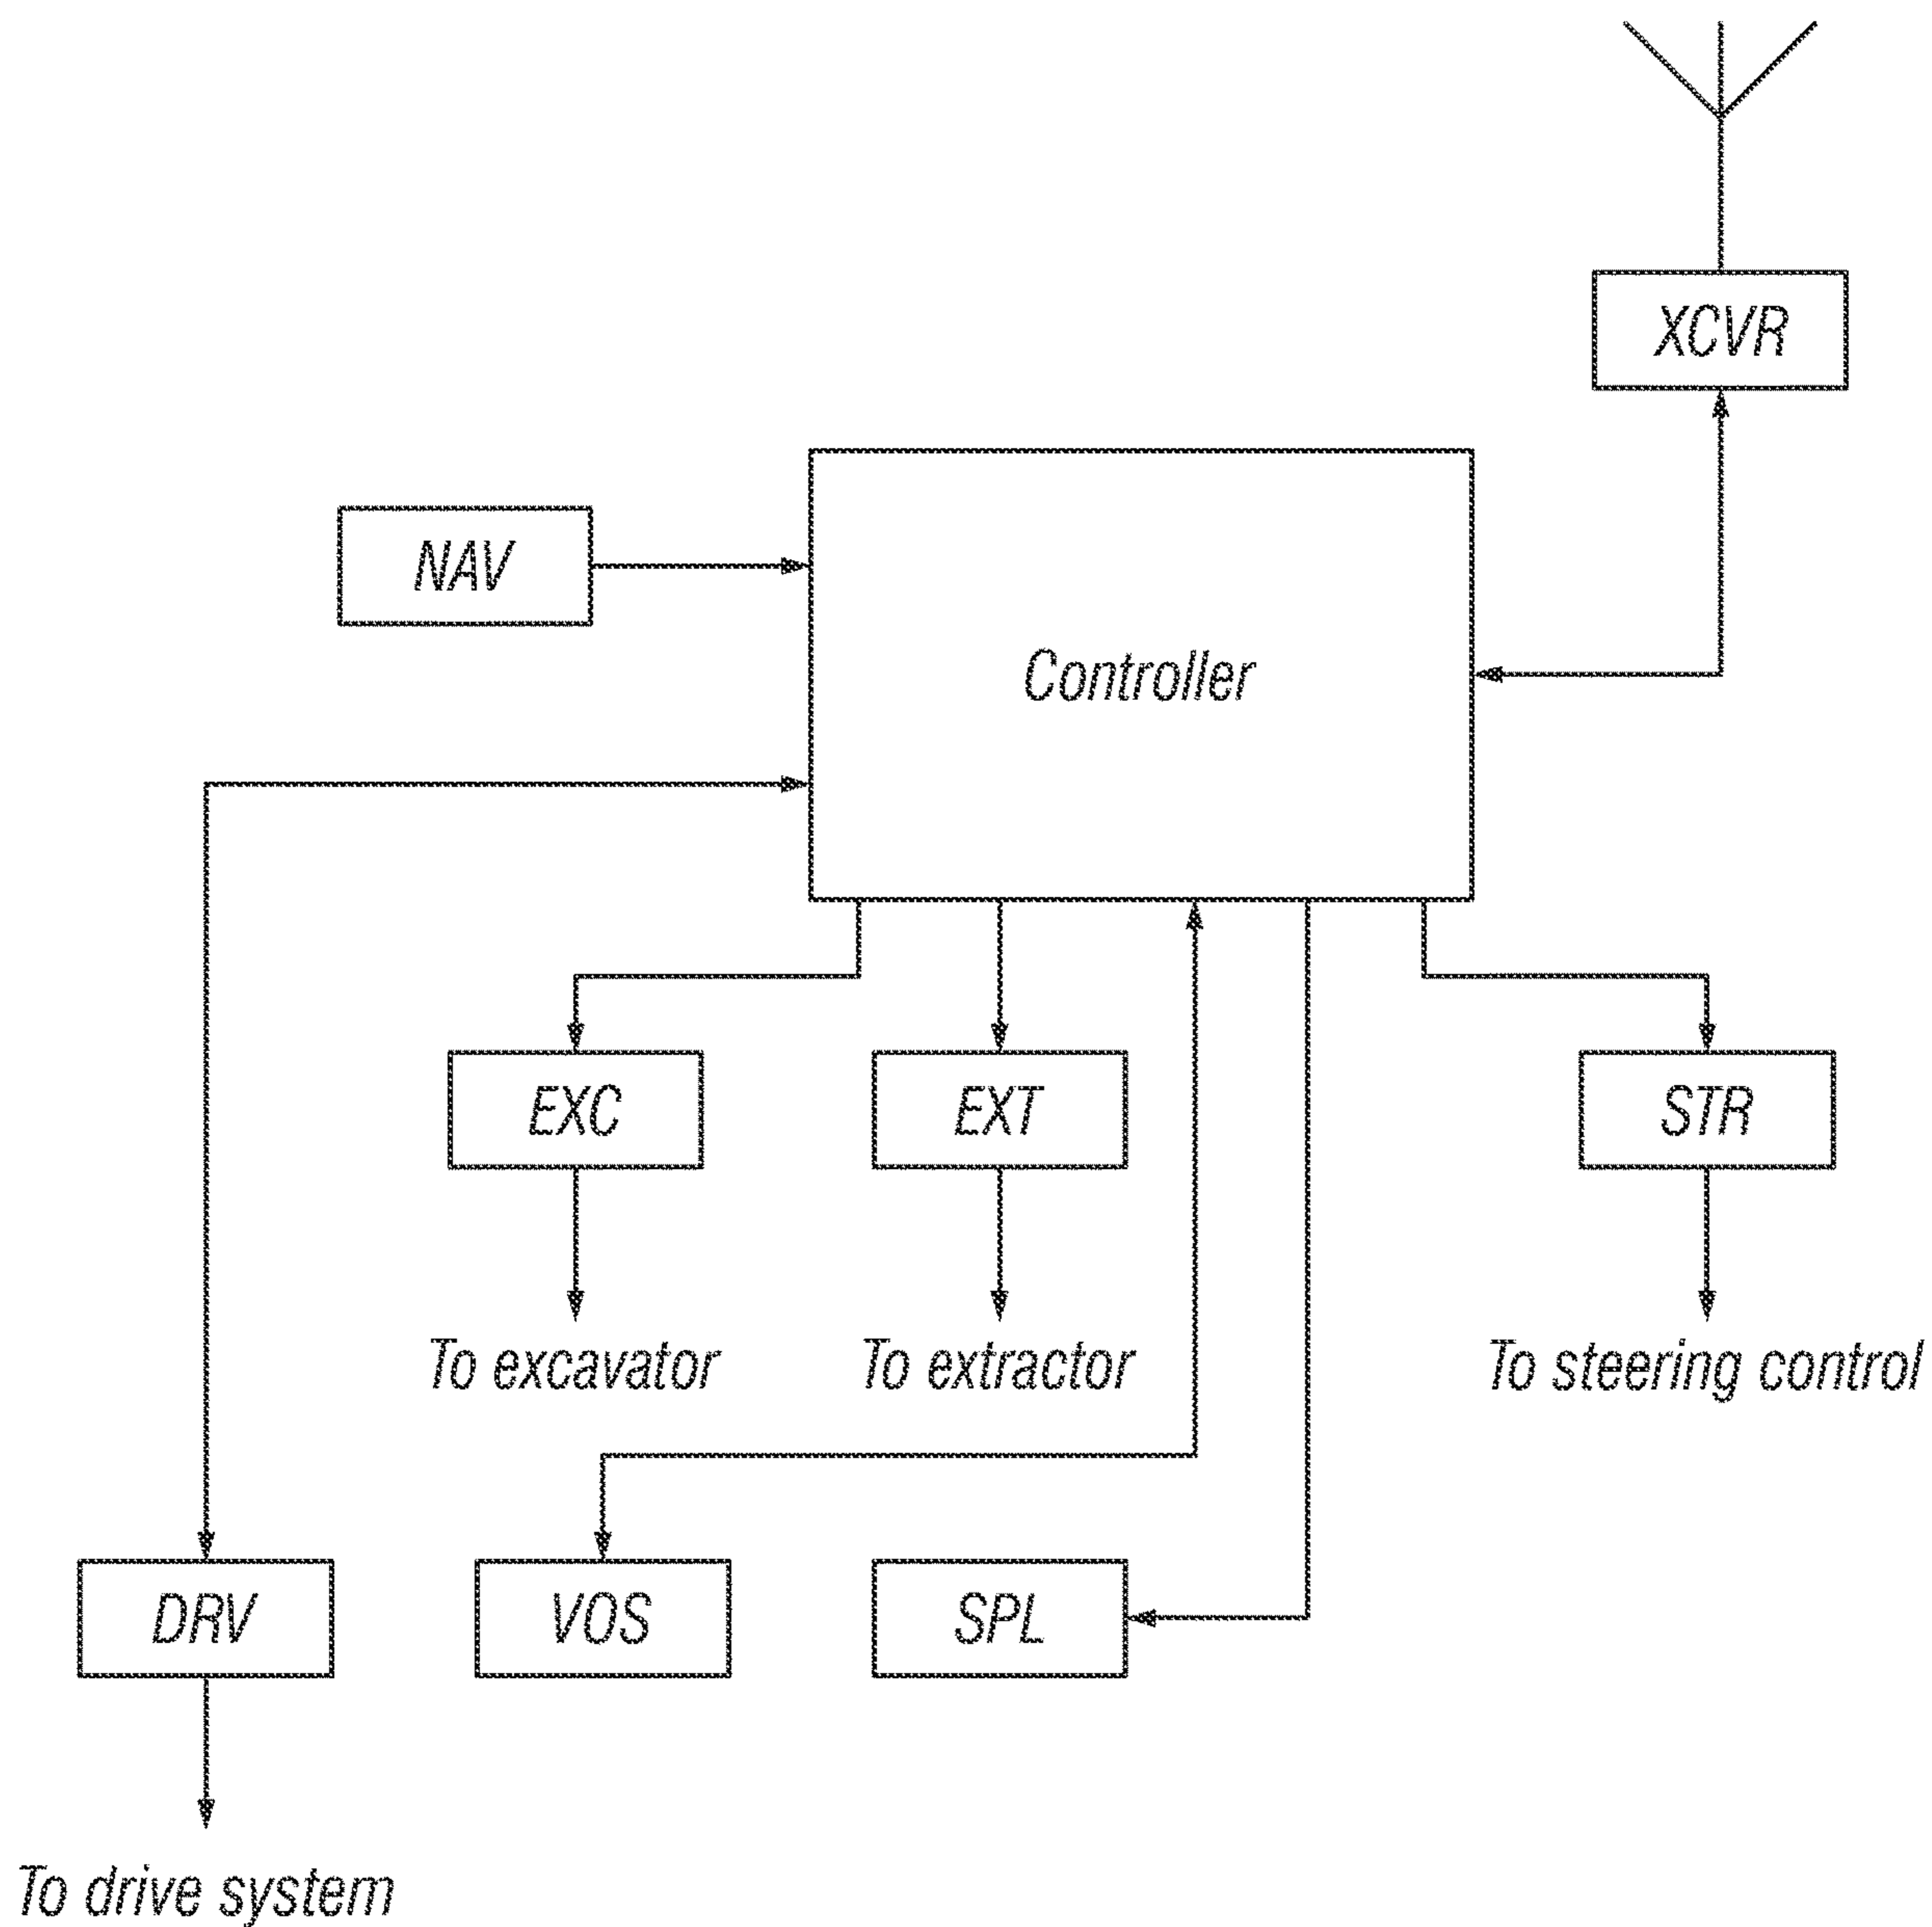 XCVR
NAV
Controller
EXC
EXT
STR
To excavator
To extractor
To steering control
DRV
VOS
SPL
To drive system